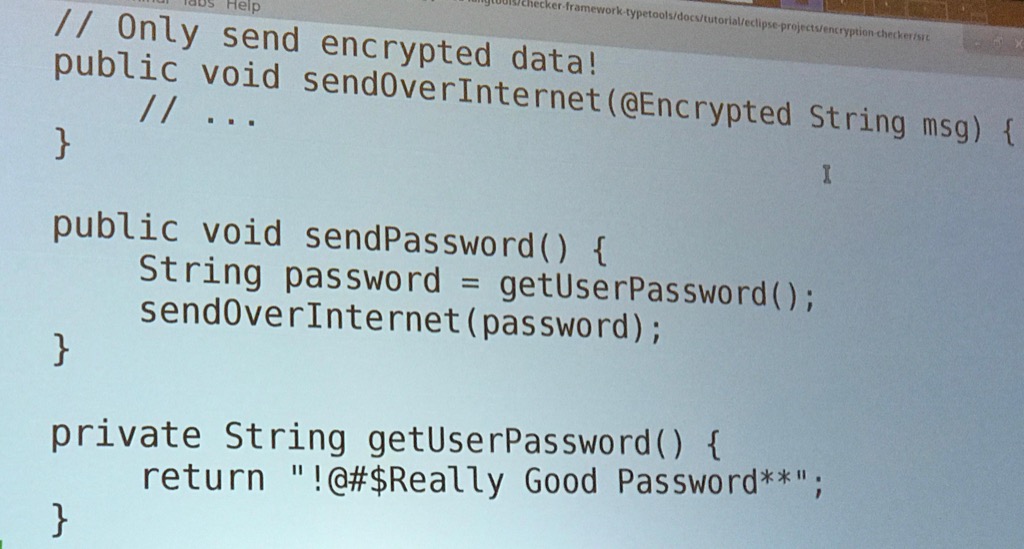 Tabs Help
checker-framework-typetools/docs/tutorial/eclipse-projects/encryption-checker/src
// Only send encrypted data!
public void sendOverInternet(@Encrypted String msg) {
// ...
}
public void sendPassword() {
String password = getUserPassword();
sendOverInternet(password);
}
private String getUserPassword() {
return "!@#$Really Good Password**";
}